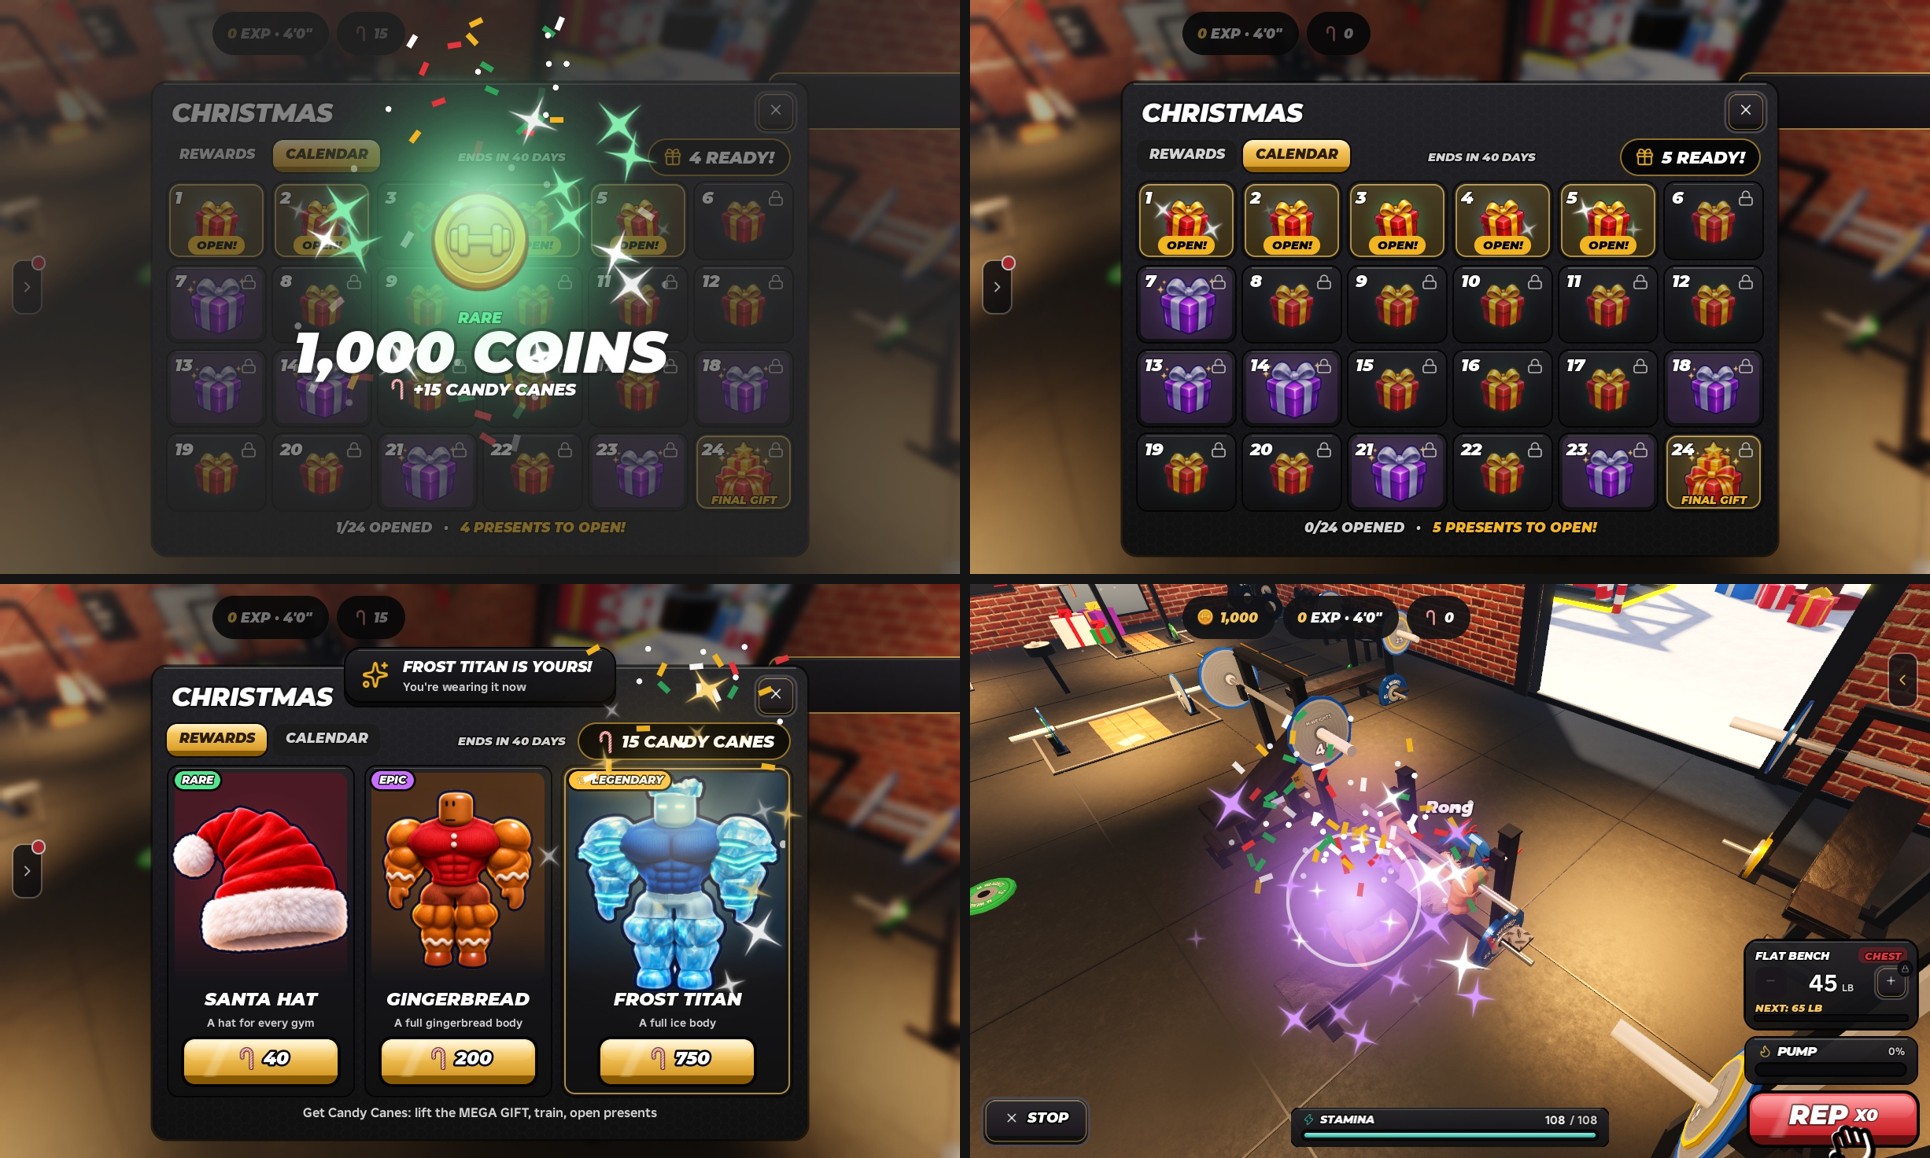 0 EXP • 4'0"
15
CHRISTMAS
REWARDS
CALENDAR
ENDS IN 40 DAYS
4 READY!
1
OPEN!
2
OPEN!
3
OPEN!
5
OPEN!
6
7
8
9
11
12
RARE
1,000 COINS
+15 CANDY CANES
13
14
18
19
20
21
22
23
24
FINAL GIFT
1/24 OPENED • 4 PRESENTS TO OPEN!
0 EXP • 4'0"
0
CHRISTMAS
REWARDS
CALENDAR
ENDS IN 40 DAYS
5 READY!
1
OPEN!
2
OPEN!
3
OPEN!
4
OPEN!
5
OPEN!
6
7
8
9
10
11
12
13
14
15
16
17
18
19
20
21
22
23
24
FINAL GIFT
0/24 OPENED • 5 PRESENTS TO OPEN!
0 EXP • 4'0"
15
FROST TITAN IS YOURS!
You're wearing it now
CHRISTMAS
REWARDS
CALENDAR
ENDS IN 40 DAYS
15 CANDY CANES
RARE
SANTA HAT
A hat for every gym
40
EPIC
GINGERBREAD
A full gingerbread body
200
LEGENDARY
FROST TITAN
A full ice body
750
Get Candy Canes: lift the MEGA GIFT, train, open presents
1,000
0 EXP • 4'0"
0
Rong
FLAT BENCH
CHEST
45 LB
NEXT: 65 LB
PUMP
0%
REP X0
STOP
STAMINA
108 / 108